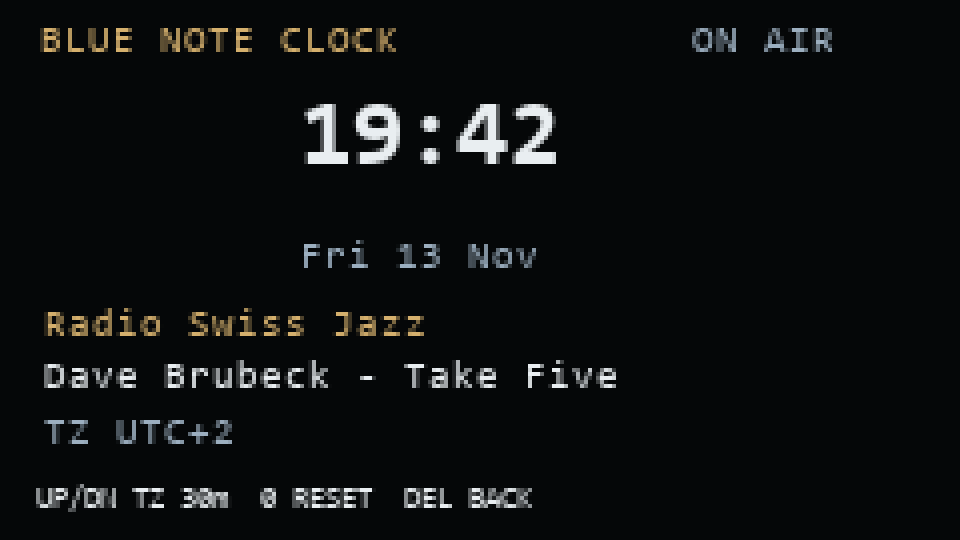 BLUE NOTE CLOCK ON AIR
19:42
Fri 13 Nov
Radio Swiss Jazz
Dave Brubeck - Take Five
TZ UTC+2
UP/DN TZ 30m 0 RESET DEL BACK